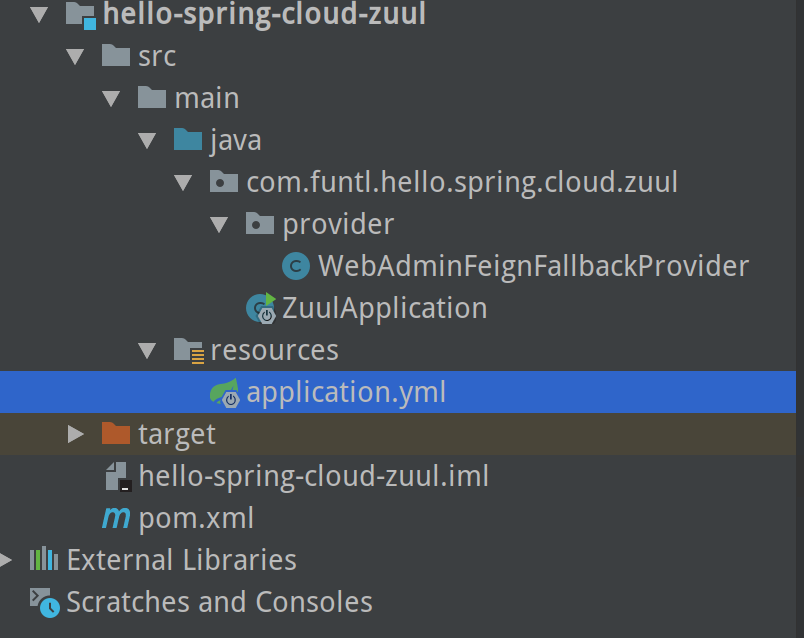 hello-spring-cloud-zuul
src
main
java
com.funtl.hello.spring.cloud.zuul
provider
WebAdminFeignFallbackProvider
ZuulApplication
resources
application.yml
target
hello-spring-cloud-zuul.iml
pom.xml
External Libraries
Scratches and Consoles